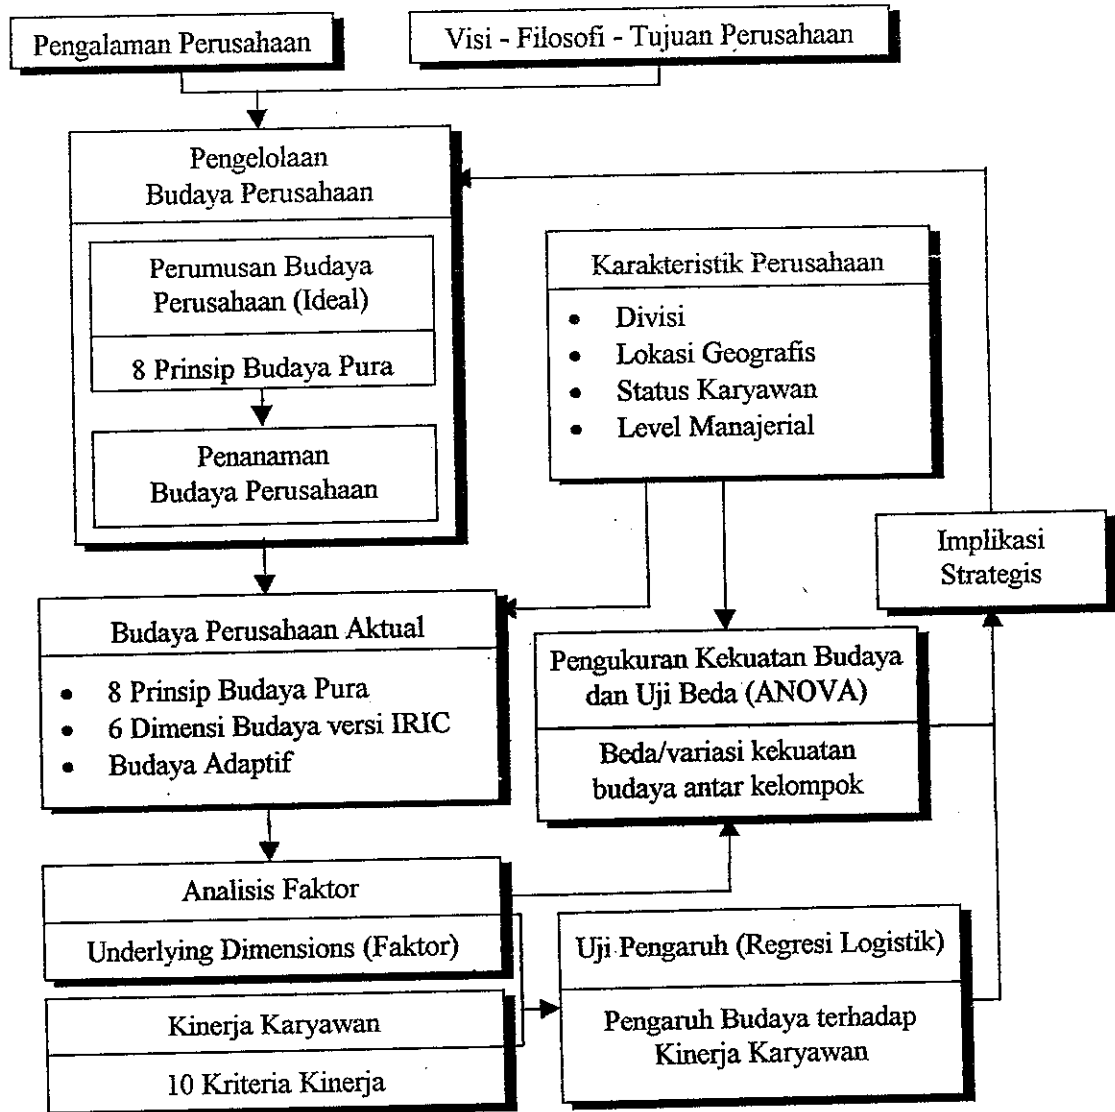 Pengalaman Perusahaan
Visi - Filosofi - Tujuan Perusahaan
Pengelolaan
Budaya Perusahaan
Perumusan Budaya
Perusahaan (Ideal)
8 Prinsip Budaya Pura
Penanaman
Budaya Perusahaan
Karakteristik Perusahaan
• Divisi
• Lokasi Geografis
• Status Karyawan
• Level Manajerial
Implikasi
Strategis
Budaya Perusahaan Aktual
• 8 Prinsip Budaya Pura
• 6 Dimensi Budaya versi IRIC
• Budaya Adaptif
Pengukuran Kekuatan Budaya
dan Uji Beda (ANOVA)
Beda/variasi kekuatan
budaya antar kelompok
Analisis Faktor
Underlying Dimensions (Faktor)
Kinerja Karyawan
10 Kriteria Kinerja
Uji Pengaruh (Regresi Logistik)
Pengaruh Budaya terhadap
Kinerja Karyawan